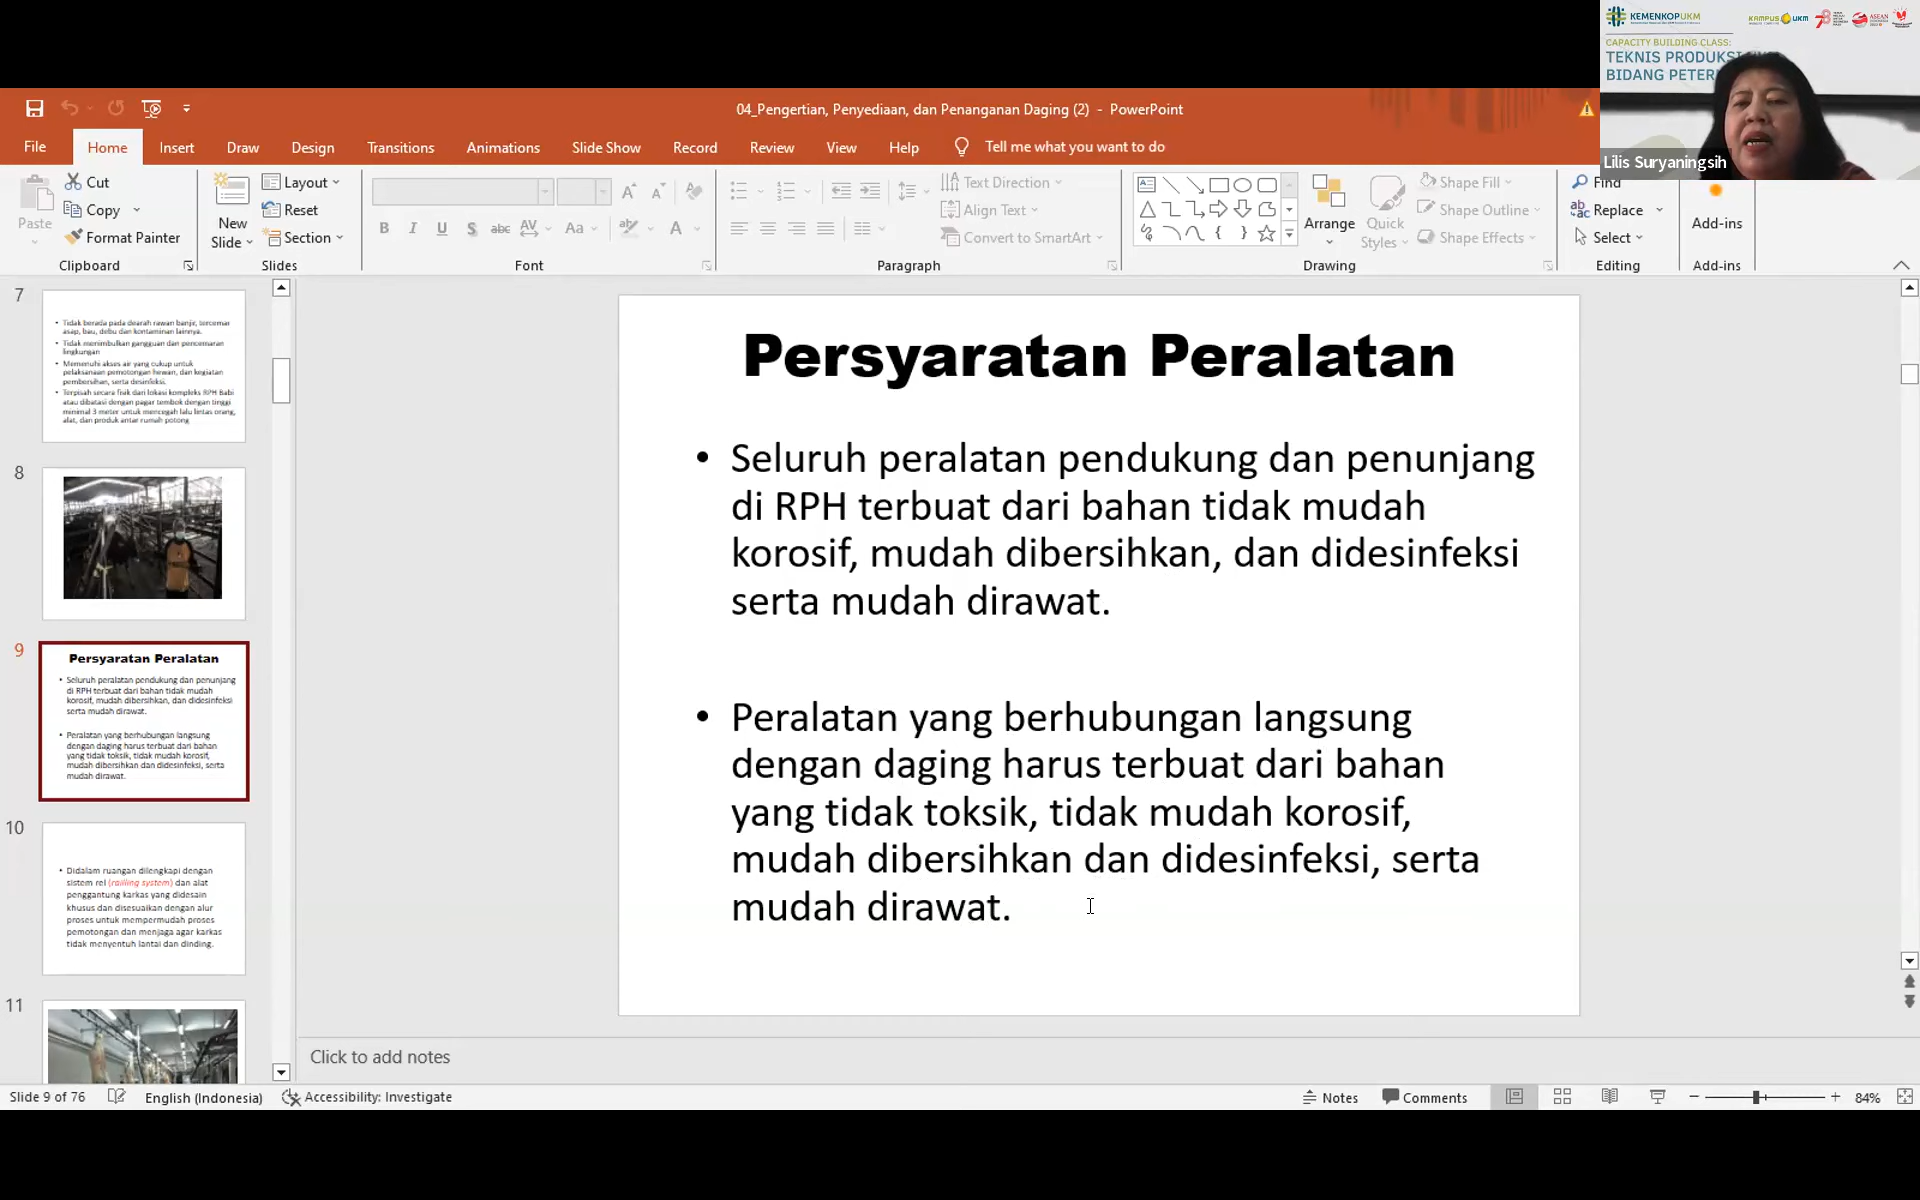 KEMENKOPUKM
KAMPUS UKM
CAPACITY BUILDING CLASS:
TEKNIS PRODUKSI
BIDANG PETER
Lilis Suryaningsih
04_Pengertian, Penyediaan, dan Penanganan Daging (2) - PowerPoint
File Home Insert Draw Design Transitions Animations Slide Show Record Review View Help Tell me what you want to do
Paste
Cut
Copy
Format Painter
Clipboard
New
Slide
Layout
Reset
Section
Slides
Font
Text Direction
Align Text
Convert to SmartArt
Paragraph
Arrange
Quick
Styles
Shape Fill
Shape Outline
Shape Effects
Drawing
Find
Replace
Select
Editing
Add-ins
Add-ins
7
• Tidak berada pada dearah rawan banjir, tercemar
asap, bau, debu dan kontaminan lainnya.
• Tidak menimbulkan gangguan dan pencemaran
lingkungan
• Memenuhi akses air yang cukup untuk
pelaksanaan pemotongan hewan, dan kegiatan
pembersihan, serta desinfeksi.
• Terpisah secara fisik dari lokasi kompleks RPH Babi
atau dibatasi dengan pagar tembok dengan tinggi
minimal 3 meter untuk mencegah lalu lintas orang,
alat, dan produk antar rumah potong
8
9
Persyaratan Peralatan
• Seluruh peralatan pendukung dan penunjang
di RPH terbuat dari bahan tidak mudah
korosif, mudah dibersihkan, dan didesinfeksi
serta mudah dirawat.
• Peralatan yang berhubungan langsung
dengan daging harus terbuat dari bahan
yang tidak toksik, tidak mudah korosif,
mudah dibersihkan dan didesinfeksi, serta
mudah dirawat.
10
• Didalam ruangan dilengkapi dengan
sistem rel (railling system) dan alat
penggantung karkas yang didesain
khusus dan disesuaikan dengan alur
proses untuk mempermudah proses
pemotongan dan menjaga agar karkas
tidak menyentuh lantai dan dinding.
11
Persyaratan Peralatan
• Seluruh peralatan pendukung dan penunjang
di RPH terbuat dari bahan tidak mudah
korosif, mudah dibersihkan, dan didesinfeksi
serta mudah dirawat.
• Peralatan yang berhubungan langsung
dengan daging harus terbuat dari bahan
yang tidak toksik, tidak mudah korosif,
mudah dibersihkan dan didesinfeksi, serta
mudah dirawat.
Click to add notes
Slide 9 of 76 English (Indonesia) Accessibility: Investigate Notes Comments 84%